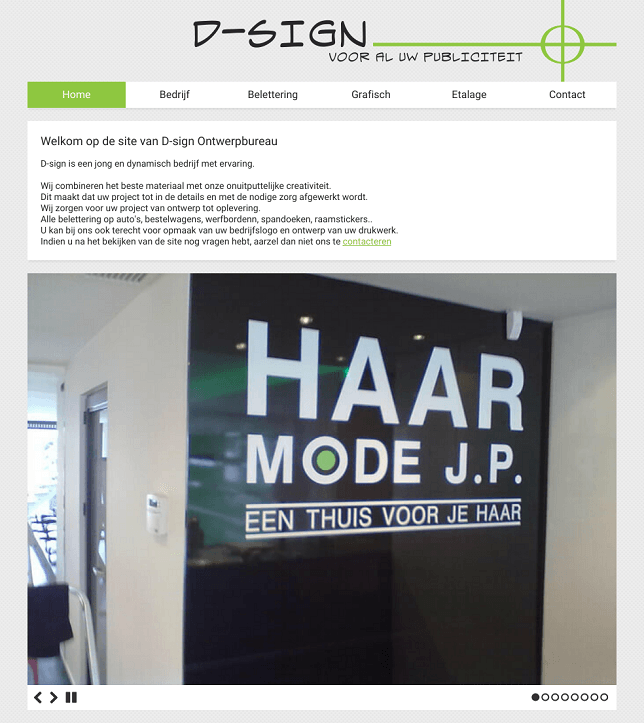 D-SIGN
VOOR AL UW PUBLICITEIT
Home Bedrijf Belettering Grafisch Etalage Contact
Welkom op de site van D-sign Ontwerpbureau
D-sign is een jong en dynamisch bedrijf met ervaring.
Wij combineren het beste materiaal met onze onuitputtelijke creativiteit.
Dit maakt dat uw project tot in de details en met de nodige zorg afgewerkt wordt.
Wij zorgen voor uw project van ontwerp tot oplevering.
Alle belettering op auto's, bestelwagens, werfbordenn, spandoeken, raamstickers..
U kan bij ons ook terecht voor opmaak van uw bedrijfslogo en ontwerp van uw drukwerk.
Indien u na het bekijken van de site nog vragen hebt, aarzel dan niet ons te contacteren
HAAR
MODE J.P.
EEN THUIS VOOR JE HAAR